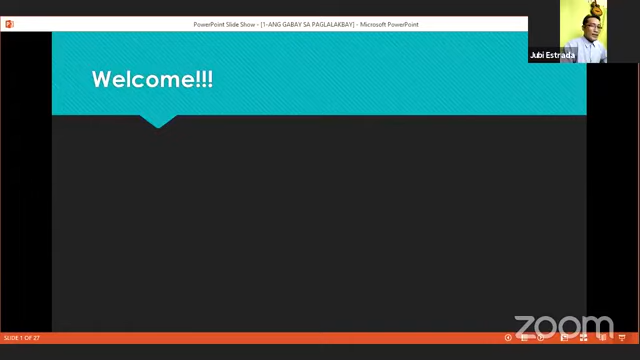 PowerPoint Slide Show - [1-ANG GABAY SA PAGLALAKBAY] - Microsoft PowerPoint
Jubi Estrada
Welcome!!!
zoom
SLIDE 1 OF 27